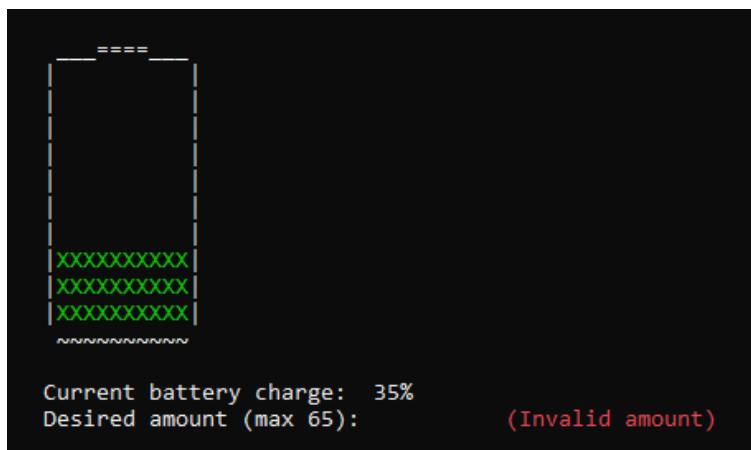 ___====___
|          |
|          |
|          |
|          |
|          |
|          |
|          |
|XXXXXXXXXX|
|XXXXXXXXXX|
|XXXXXXXXXX|
~~~~~~~~~~
Current battery charge:  35%
Desired amount (max 65):           (Invalid amount)